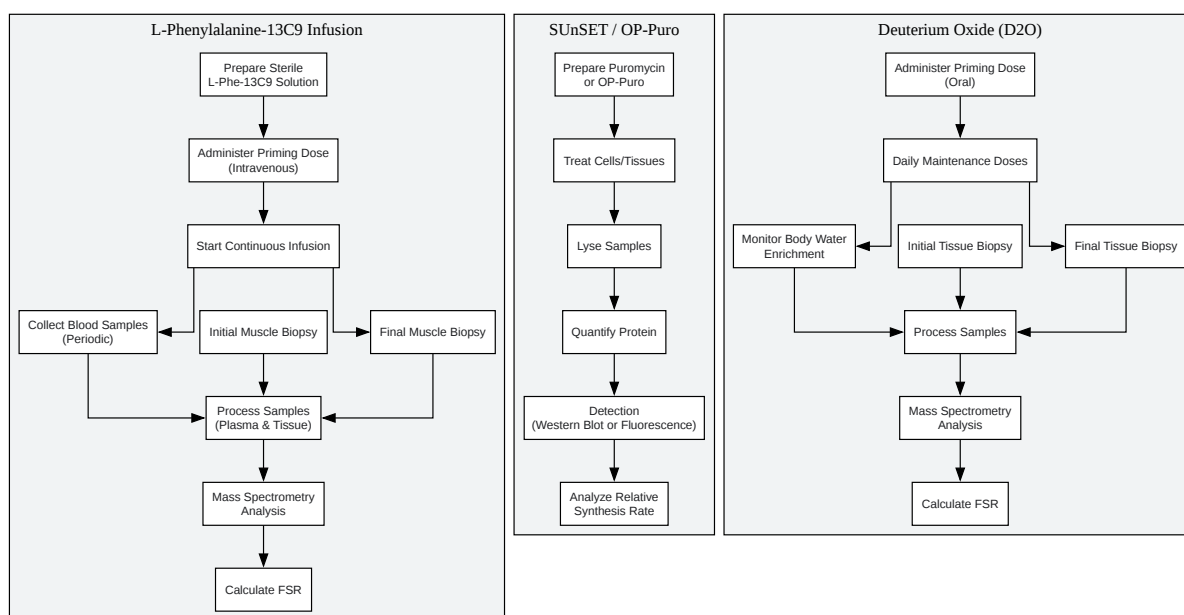 L-Phenylalanine-13C9 Infusion
Prepare Sterile
L-Phe-13C9 Solution
Administer Priming Dose
(Intravenous)
Start Continuous Infusion
Collect Blood Samples
(Periodic)
Initial Muscle Biopsy
Final Muscle Biopsy
Process Samples
(Plasma & Tissue)
Mass Spectrometry
Analysis
Calculate FSR
SUnSET / OP-Puro
Prepare Puromycin
or OP-Puro
Treat Cells/Tissues
Lyse Samples
Quantify Protein
Detection
(Western Blot or Fluorescence)
Analyze Relative
Synthesis Rate
Deuterium Oxide (D2O)
Administer Priming Dose
(Oral)
Daily Maintenance Doses
Monitor Body Water
Enrichment
Initial Tissue Biopsy
Final Tissue Biopsy
Process Samples
Mass Spectrometry
Analysis
Calculate FSR